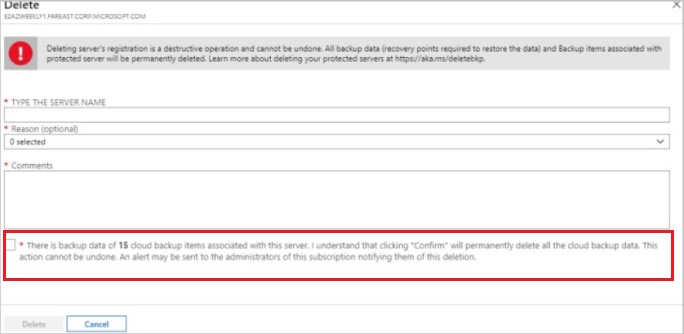 Delete
E2AZWEEKLY1.FAREAST.CORP.MICROSOFT.COM
Deleting server's registration is a destructive operation and cannot be undone. All backup data (recovery points required to restore the data) and Backup items associated with
protected server will be permanently deleted. Learn more about deleting your protected servers at https://aka.ms/deletebkp.
* TYPE THE SERVER NAME
* Reason (optional)
0 selected
* Comments
* There is backup data of 15 cloud backup items associated with this server. I understand that clicking "Confirm" will permanently delete all the cloud backup data. This
action cannot be undone. An alert may be sent to the administrators of this subscription notifying them of this deletion.
Delete
Cancel